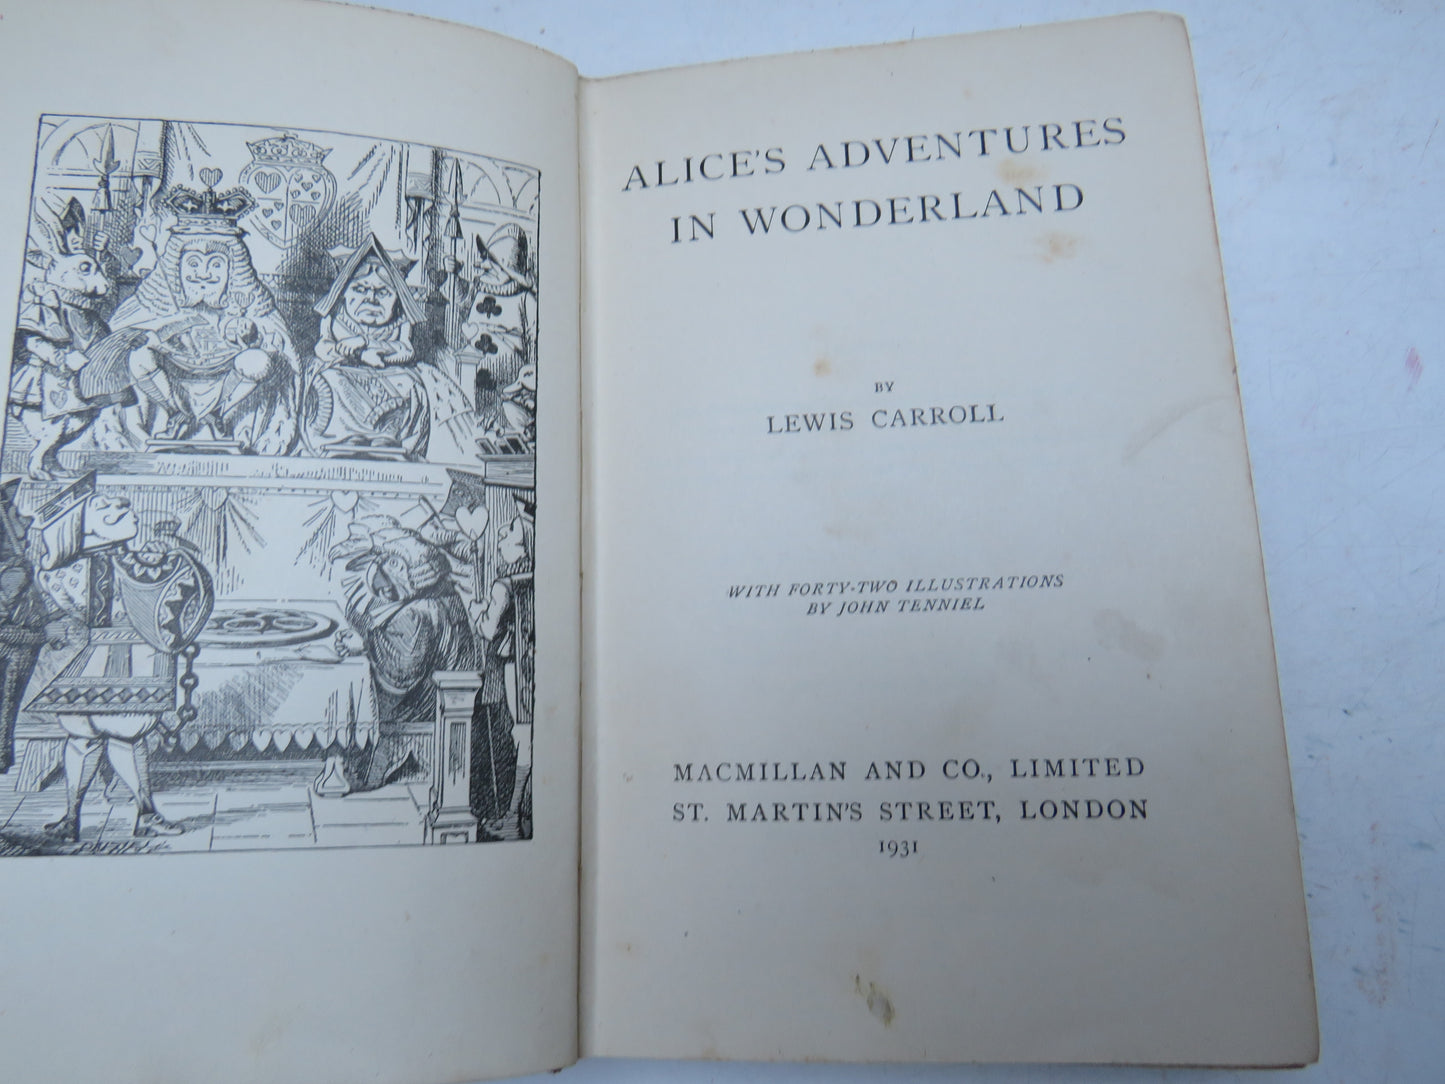 ALICE'S ADVENTURES
IN WONDERLAND
BY
LEWIS CARROLL
WITH FORTY-TWO ILLUSTRATIONS
BY JOHN TENNIEL
MACMILLAN AND CO., LIMITED
ST. MARTIN'S STREET, LONDON
1931